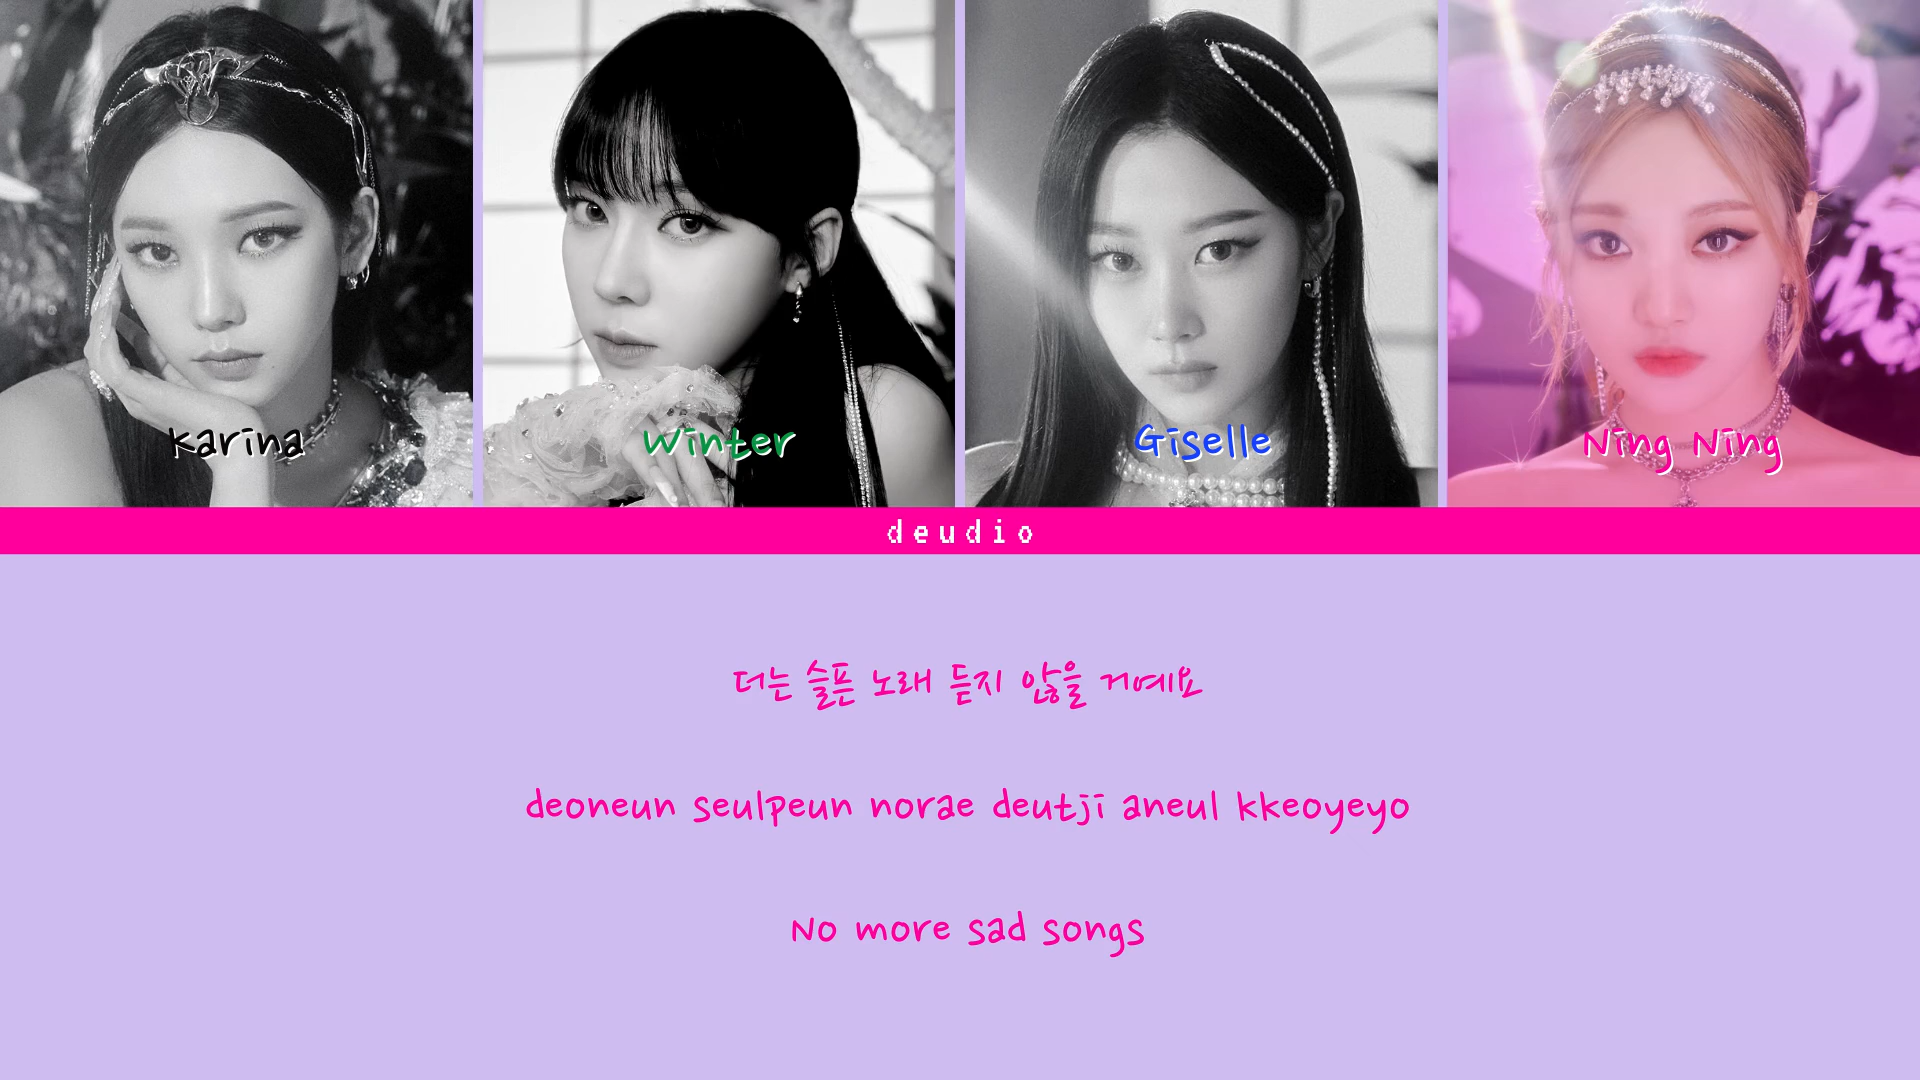 Karina
Winter
Giselle
Ning Ning
deudio
더는 슬픈 노래 듣지 않을 거예요
deoneun seulpeun norae deutji aneul kkeoyeyo
No more sad songs